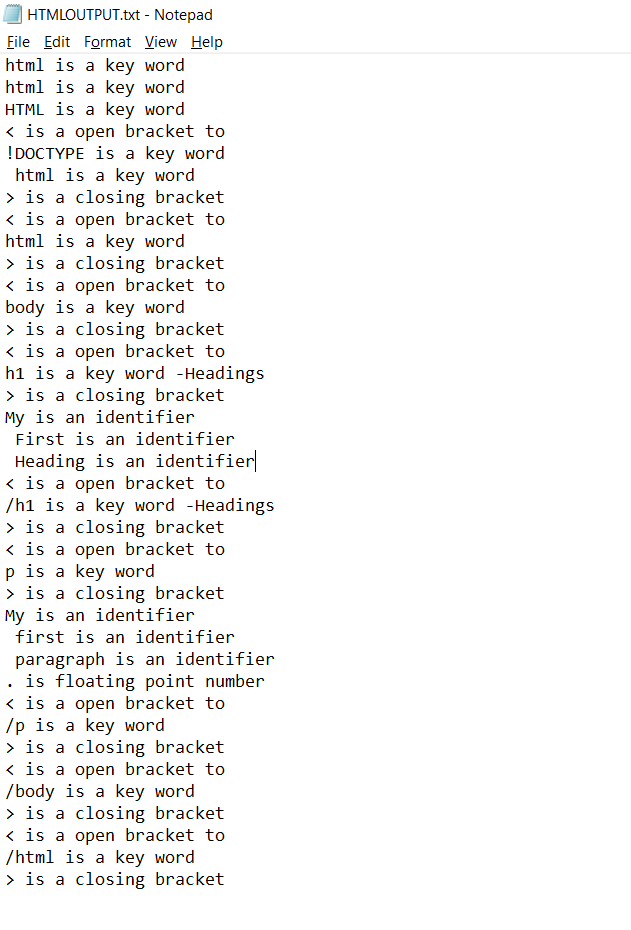 HTMLOUTPUT.txt - Notepad
File Edit Format View Help
html is a key word
html is a key word
HTML is a key word
< is a open bracket to
!DOCTYPE is a key word
html is a key word
> is a closing bracket
< is a open bracket to
html is a key word
> is a closing bracket
< is a open bracket to
body is a key word
> is a closing bracket
< is a open bracket to
h1 is a key word -Headings
> is a closing bracket
My is an identifier
First is an identifier
Heading is an identifier
< is a open bracket to
/h1 is a key word -Headings
> is a closing bracket
< is a open bracket to
p is a key word
> is a closing bracket
My is an identifier
first is an identifier
paragraph is an identifier
. is floating point number
< is a open bracket to
/p is a key word
> is a closing bracket
< is a open bracket to
/body is a key word
> is a closing bracket
< is a open bracket to
/html is a key word
> is a closing bracket